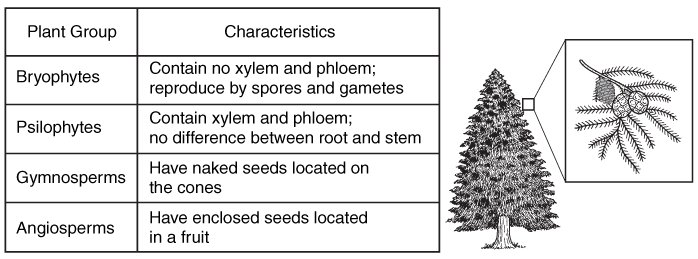 Plant Group Characteristics
Bryophytes Contain no xylem and phloem;
reproduce by spores and gametes
Psilophytes Contain xylem and phloem;
no difference between root and stem
Gymnosperms Have naked seeds located on
the cones
Angiosperms Have enclosed seeds located
in a fruit